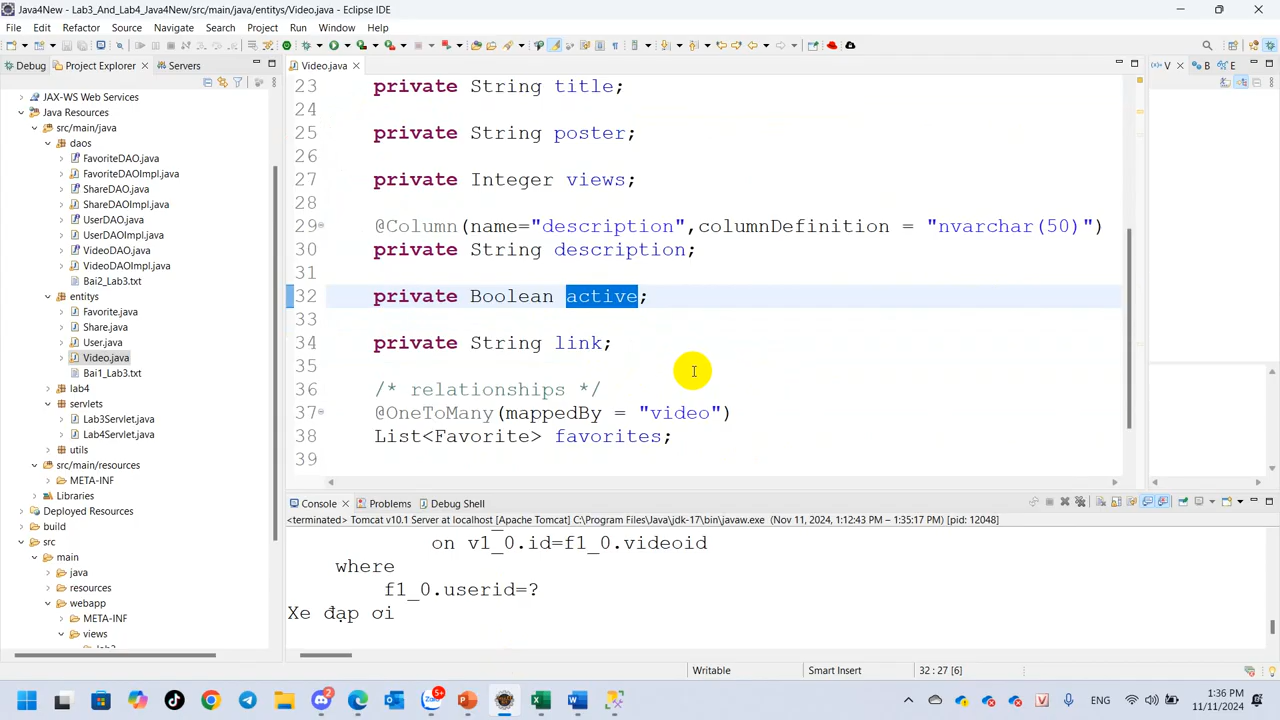 Java4New - Lab3_And_Lab4_Java4New/src/main/java/entitys/Video.java - Eclipse IDE
File Edit Source Refactor Navigate Search Project Run Window Help
Debug Project Explorer Servers
JAX-WS Web Services
Java Resources
src/main/java
daos
FavoriteDAO.java
FavoriteDAOImpl.java
ShareDAO.java
ShareDAOImpl.java
UserDAO.java
UserDAOImpl.java
VideoDAO.java
VideoDAOImpl.java
Bai2_Lab3.txt
entitys
Favorite.java
Share.java
User.java
Video.java
Bai1_Lab3.txt
lab4
servlets
Lab3Servlet.java
Lab4Servlet.java
utils
src/main/resources
META-INF
Libraries
Deployed Resources
build
src
main
java
resources
webapp
META-INF
views
Video.java
V B E
23 private String title;
24
25 private String poster;
26
27 private Integer views;
28
29 @Column(name="description",columnDefinition = "nvarchar(50)")
30 private String description;
31
32 private Boolean active;
33
34 private String link;
35
36 /* relationships */
37 @OneToMany(mappedBy = "video")
38 List<Favorite> favorites;
39
Console Problems Debug Shell
<terminated> Tomcat v10.1 Server at localhost [Apache Tomcat] C:\Program Files\Java\jdk-17\bin\javaw.exe (Nov 11, 2024, 1:12:43 PM – 1:35:17 PM) [pid: 12048]
on v1_0.id=f1_0.videoid
where
f1_0.userid=?
Xe đạp ơi
Writable Smart Insert 32 : 27 [6]
2 5+ ENG 1:36 PM
11/11/2024